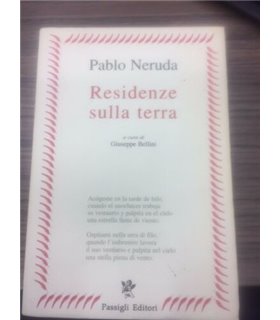 Pablo Neruda
Residenze
sulla terra
a cura di
Giuseppe Bellini
Acógeme en la tarde de hilo,
cuando el anochecer trabaja
su vestuario y palpita en el cielo
una estrella llena de viento.
Ospitami nella sera di filo,
quando l'imbrunire lavora
il suo vestiario e palpita nel cielo
una stella piena di vento.
Passigli Editori